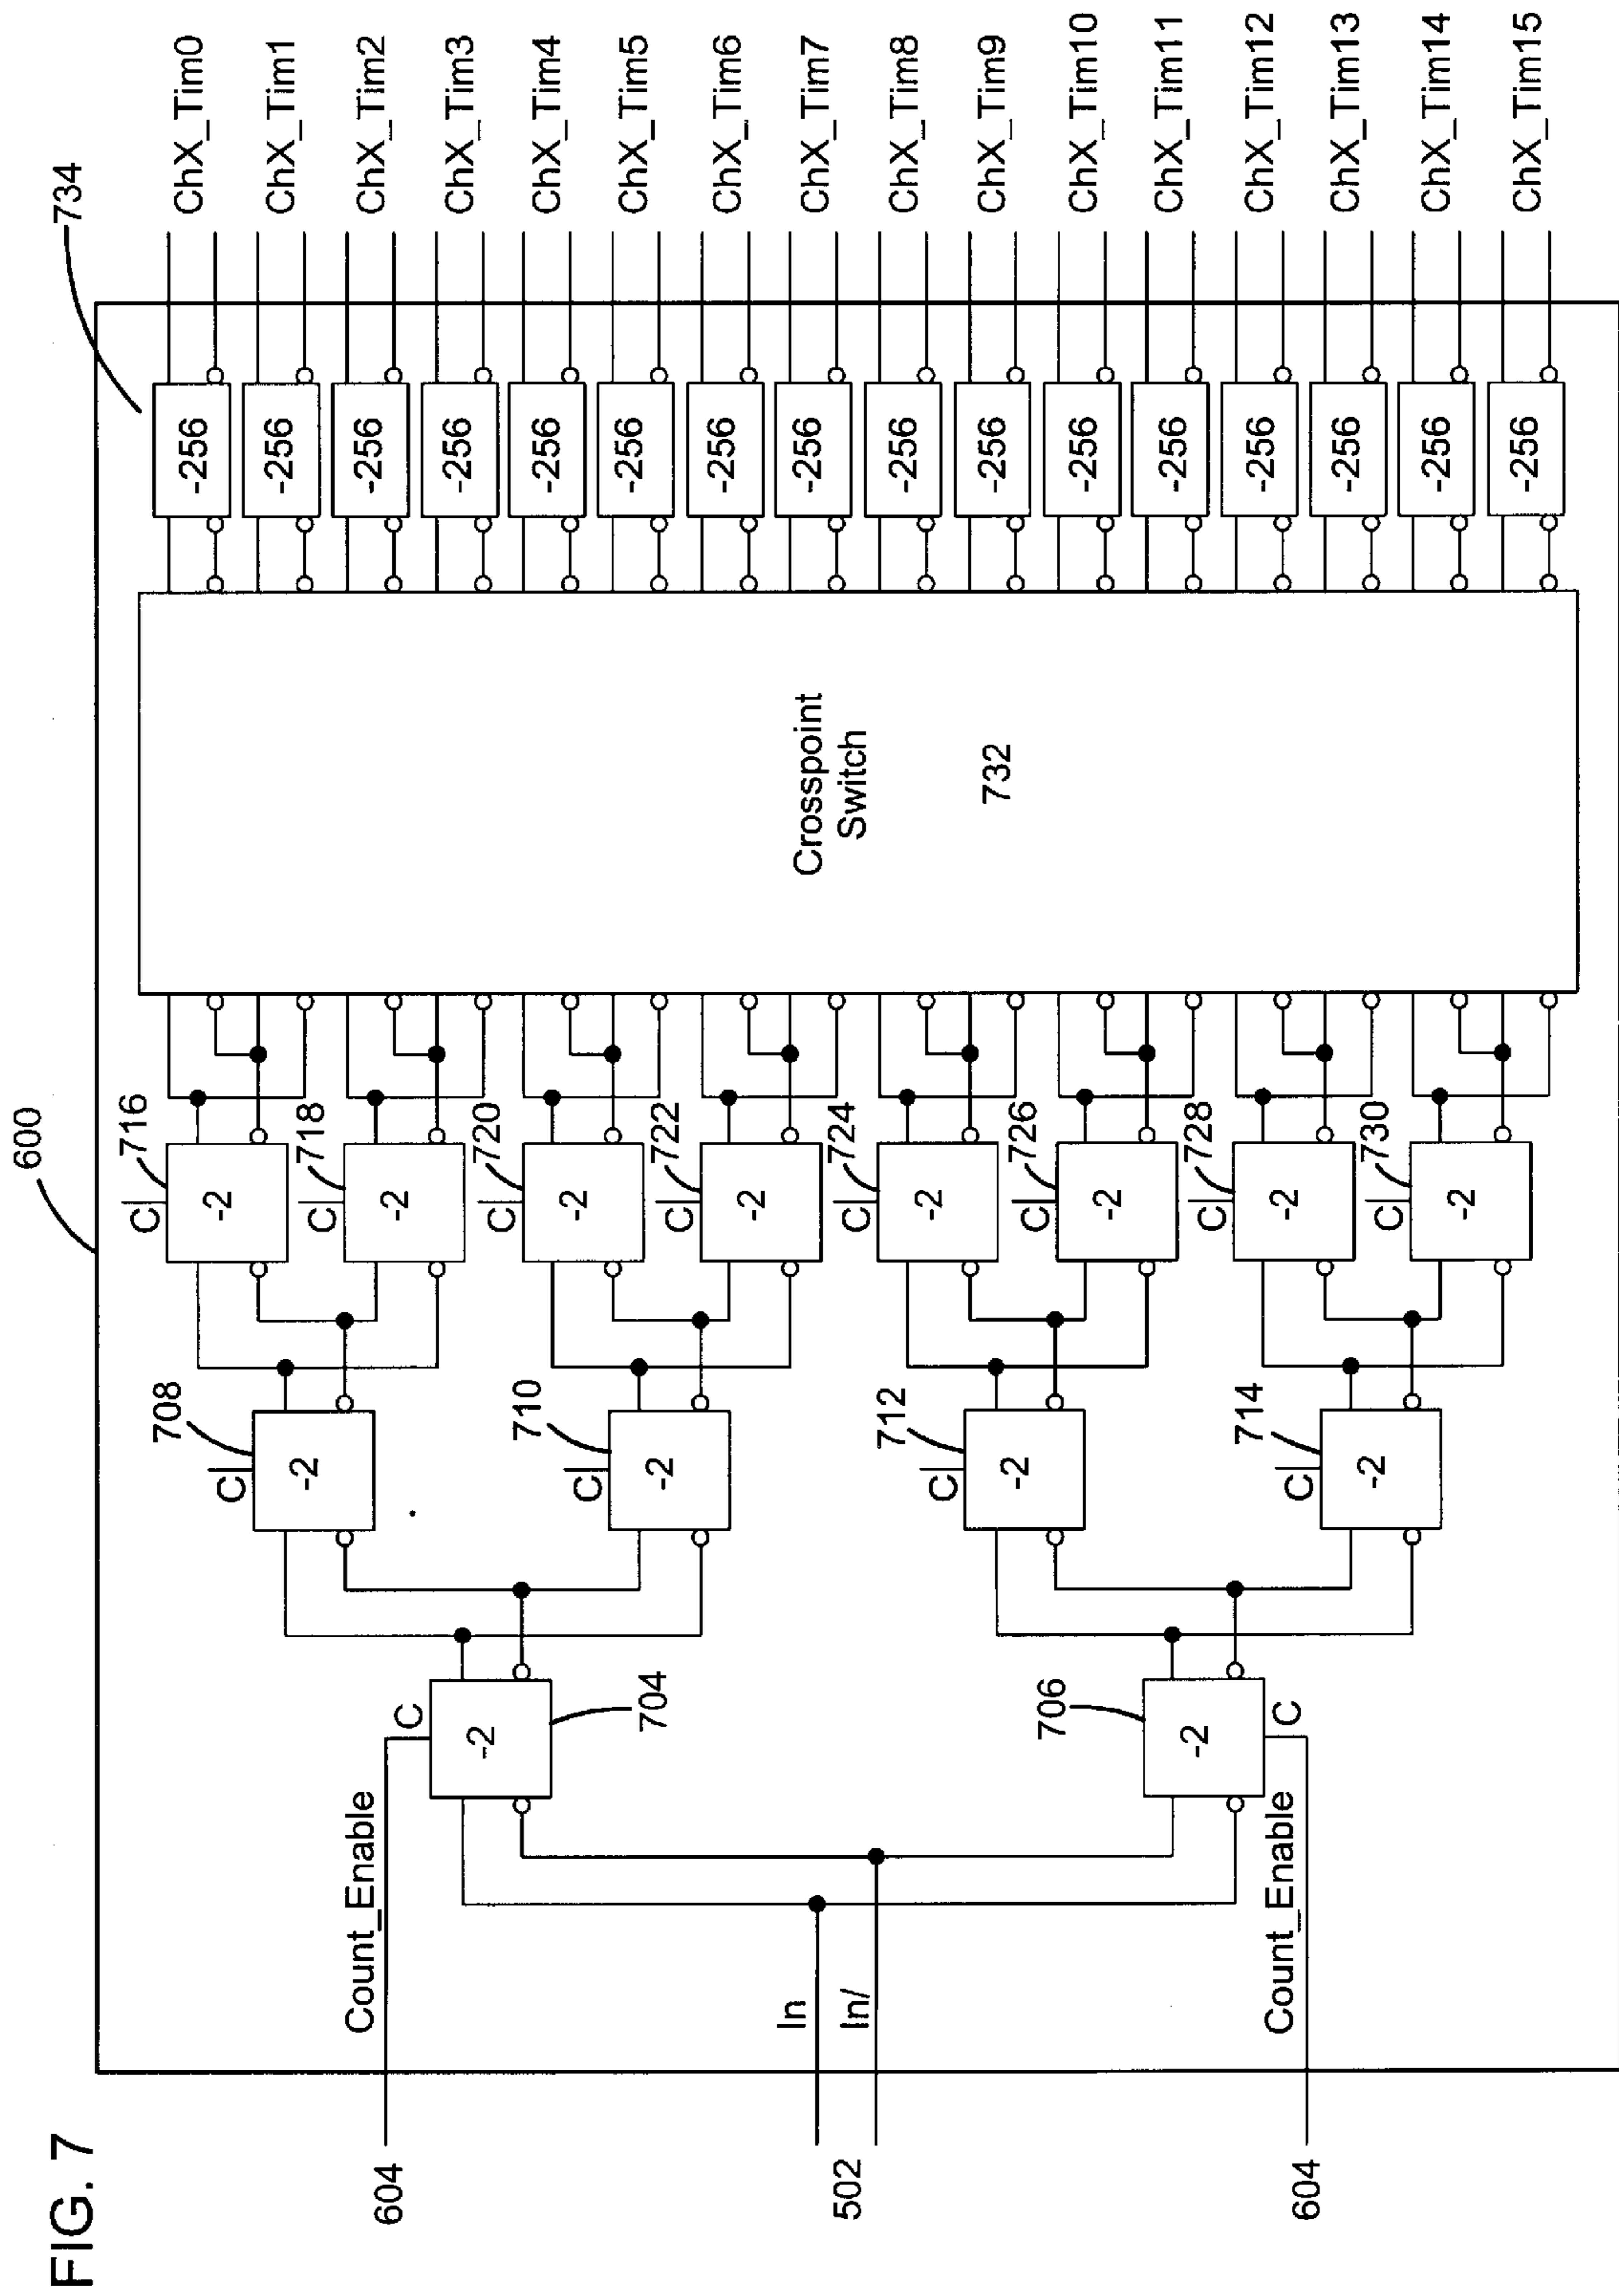 FIG. 7
600
734
604
Count_Enable
C
-2
704
502
In
In/
604
Count_Enable
C
-2
706
C
-2
708
C
-2
710
C
-2
712
C
-2
714
C
-2
716
C
-2
718
C
-2
720
C
-2
722
C
-2
724
C
-2
726
C
-2
728
C
-2
730
Crosspoint
Switch
732
-256
ChX_Tim0
-256
ChX_Tim1
-256
ChX_Tim2
-256
ChX_Tim3
-256
ChX_Tim4
-256
ChX_Tim5
-256
ChX_Tim6
-256
ChX_Tim7
-256
ChX_Tim8
-256
ChX_Tim9
-256
ChX_Tim10
-256
ChX_Tim11
-256
ChX_Tim12
-256
ChX_Tim13
-256
ChX_Tim14
-256
ChX_Tim15